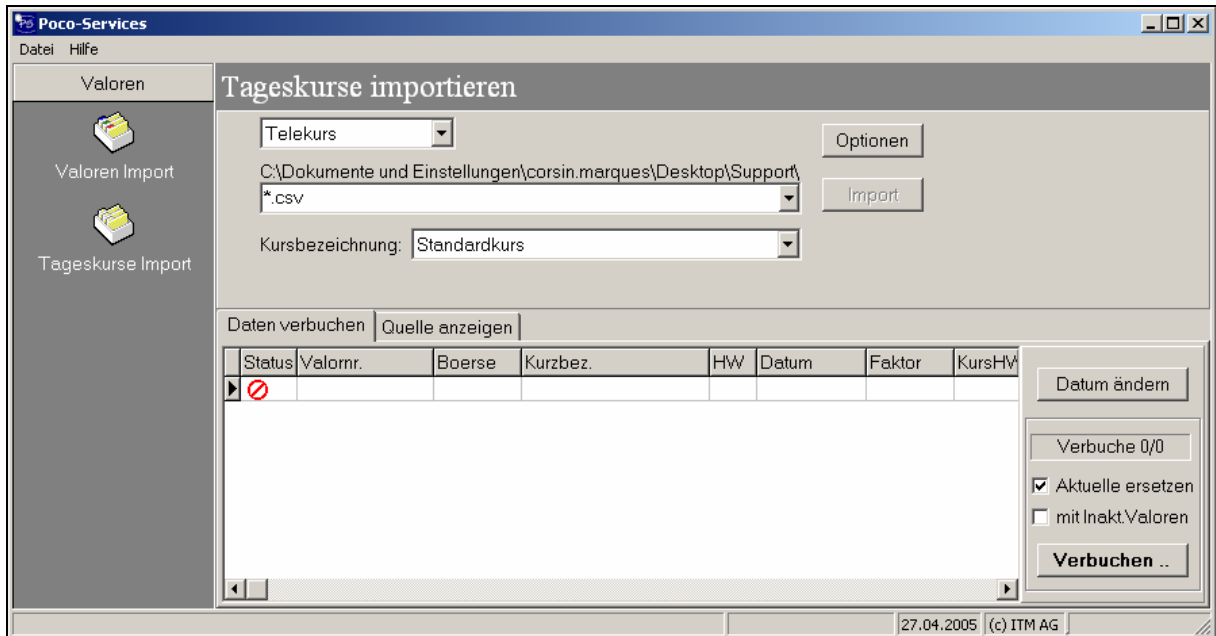 Poco-Services
Datei Hilfe
Valoren
Valoren Import
Tageskurse Import
Tageskurse importieren
Telekurs
Optionen
C:\Dokumente und Einstellungen\corsin.marques\Desktop\Support\
*.csv
Import
Kursbezeichnung: Standardkurs
Daten verbuchen Quelle anzeigen
Status Valornr. Boerse Kurzbez. HW Datum Faktor KursHW
Datum ändern
Verbuche 0/0
Aktuelle ersetzen
mit Inakt.Valoren
Verbuchen ..
27.04.2005 (c) ITM AG